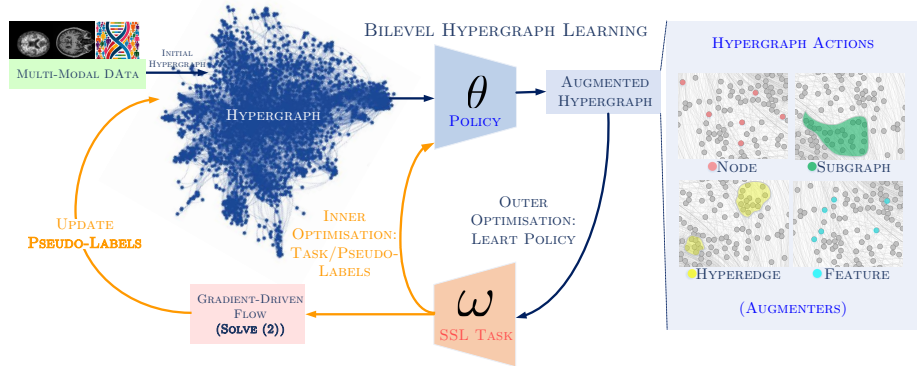 Bilevel Hypergraph Learning
Initial
Hypergraph
Multi-Modal DAta
Hypergraph
θ
Policy
Augmented
Hypergraph
Hypergraph Actions
Node
Subgraph
Hyperedge
Feature
(Augmenters)
Update
Pseudo-Labels
Inner
Optimisation:
Task/Pseudo-
Labels
Outer
Optimisation:
Leart Policy
Gradient-Driven
Flow
(Solve (2))
ω
SSL Task